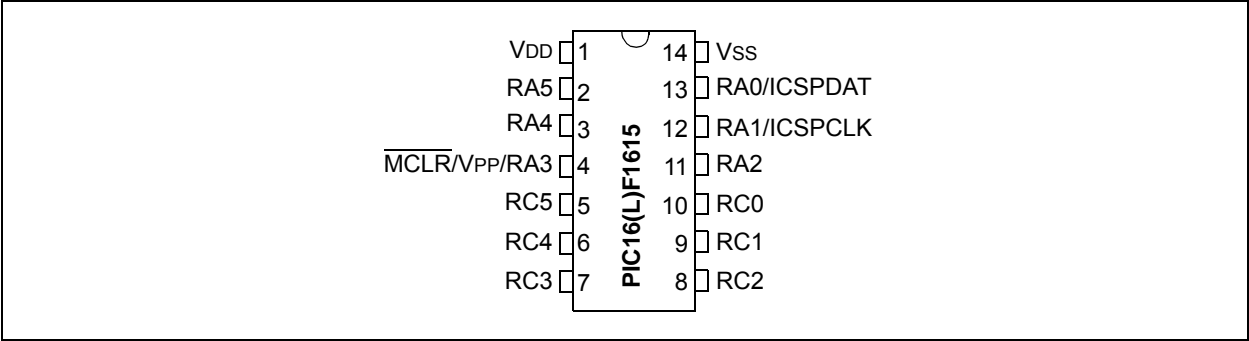 VDD 1 14 VSS
RA5 2 13 RA0/ICSPDAT
RA4 3 12 RA1/ICSPCLK
MCLR/VPP/RA3 4 11 RA2
RC5 5 10 RC0
RC4 6 9 RC1
RC3 7 8 RC2
PIC16(L)F1615